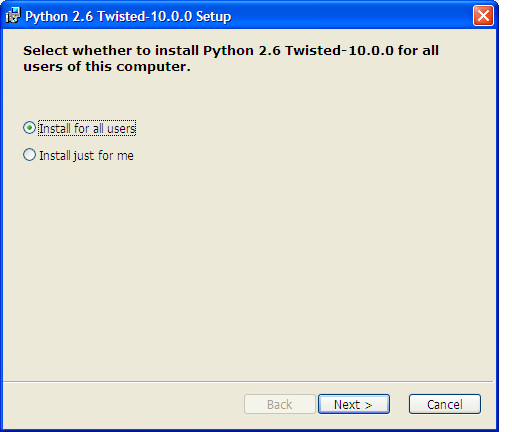 Python 2.6 Twisted-10.0.0 Setup
Select whether to install Python 2.6 Twisted-10.0.0 for all
users of this computer.
Install for all users
Install just for me
Back
Next >
Cancel